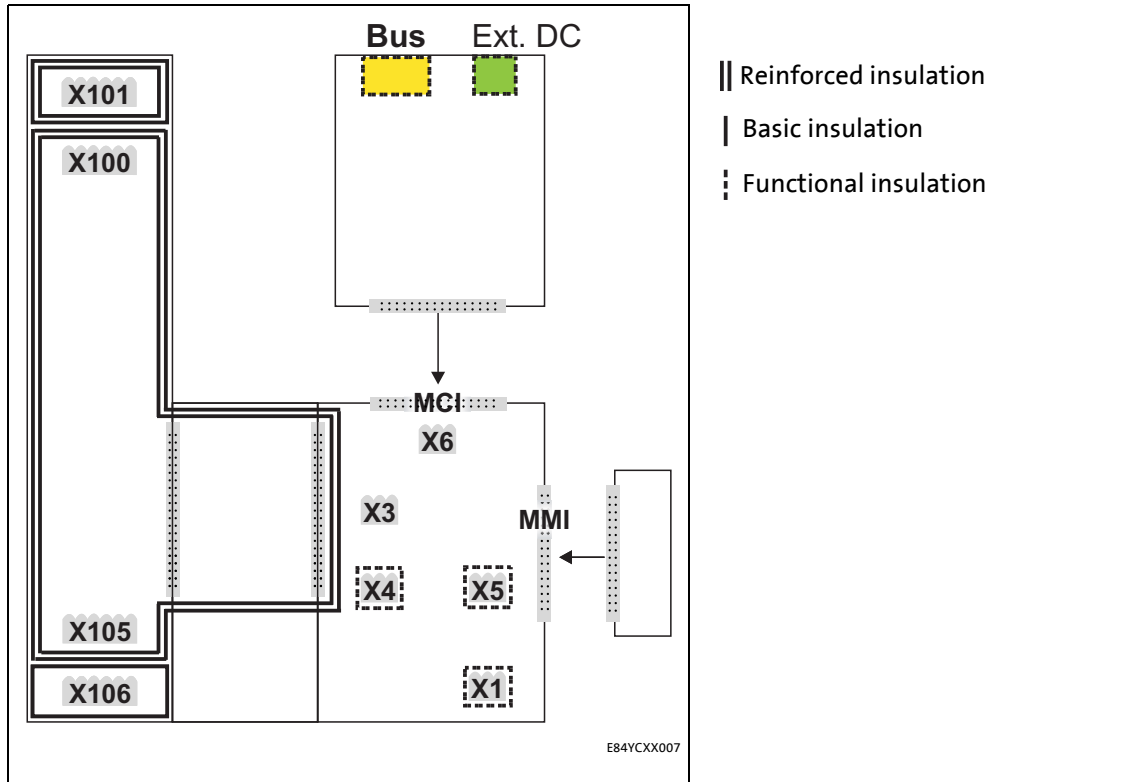 Bus Ext. DC
X101
X100
MCI
X6
X3
MMI
X4 X5
X105
X106
X1
E84YCXX007
Reinforced insulation
Basic insulation
Functional insulation